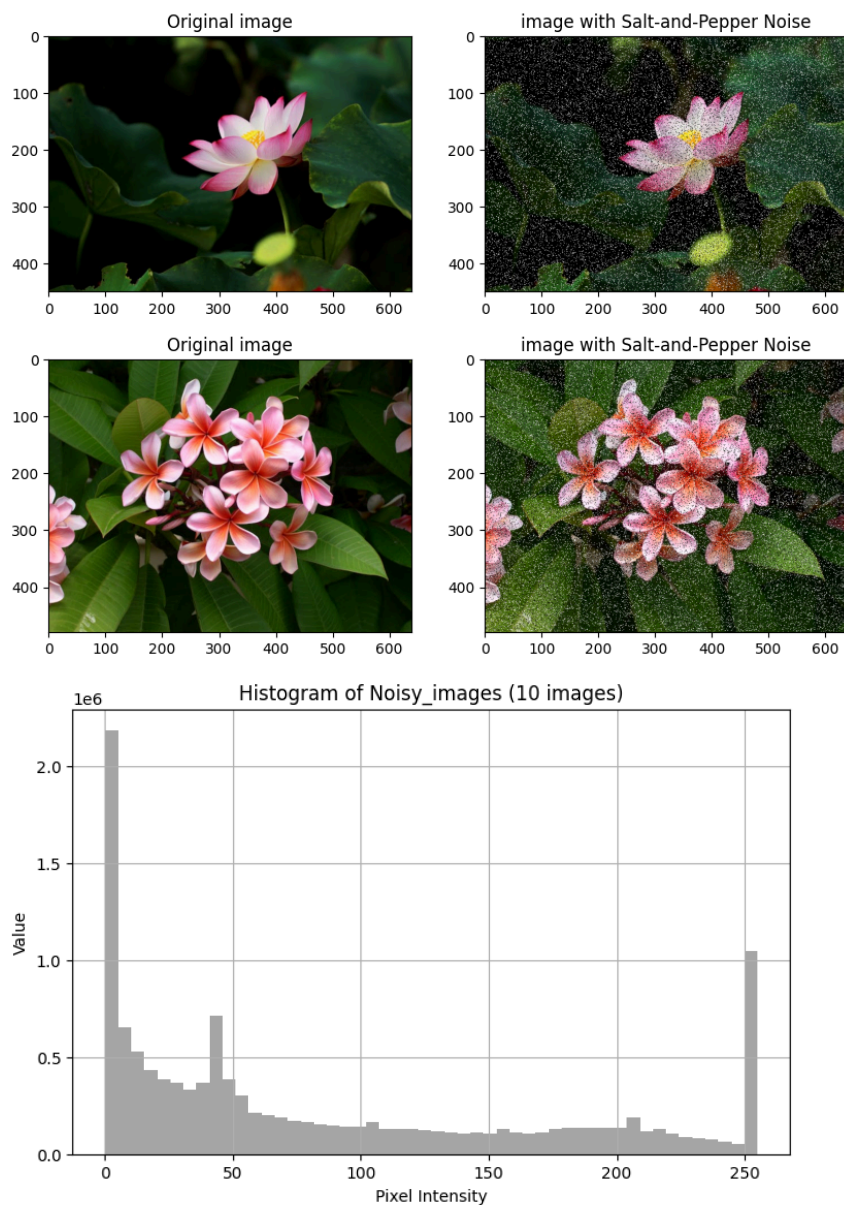 Original image
image with Salt-and-Pepper Noise
0
100
200
300
400
0 100 200 300 400 500 600
0
100
200
300
400
0 100 200 300 400 500 600
Original image
image with Salt-and-Pepper Noise
0
100
200
300
400
0 100 200 300 400 500 600
0
100
200
300
400
0 100 200 300 400 500 600
Histogram of Noisy_images (10 images)
1e6
2.0
1.5
1.0
0.5
0.0
Value
0 50 100 150 200 250
Pixel Intensity